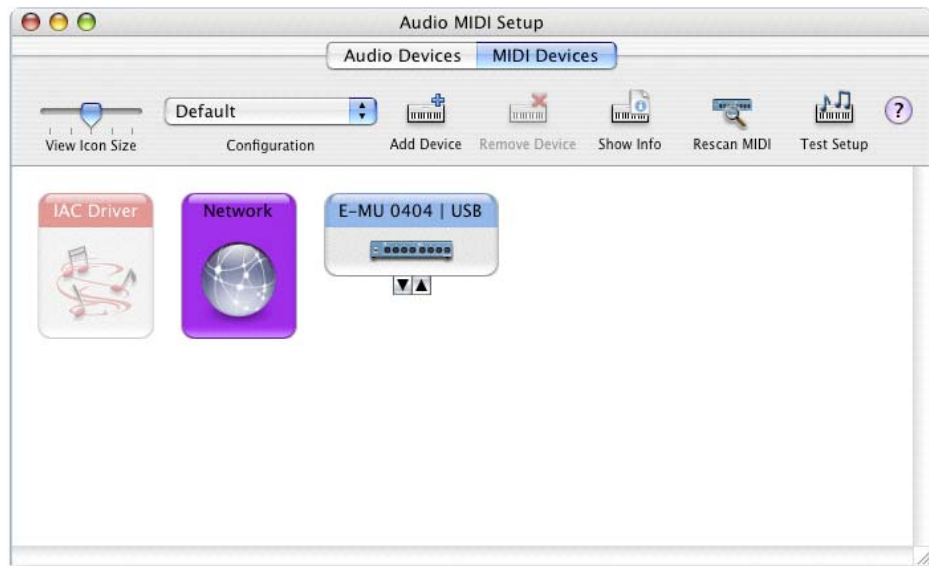 Audio MIDI Setup
Audio Devices MIDI Devices
Default
?
View Icon Size Configuration Add Device Remove Device Show Info Rescan MIDI Test Setup
IAC Driver Network E-MU 0404 | USB